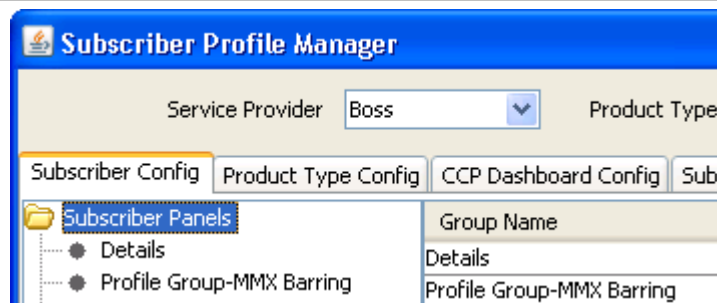 Subscriber Profile Manager
Service Provider Boss Product Type
Subscriber Config Product Type Config CCP Dashboard Config Sub
Subscriber Panels Group Name
Details Details
Profile Group-MMX Barring Profile Group-MMX Barring